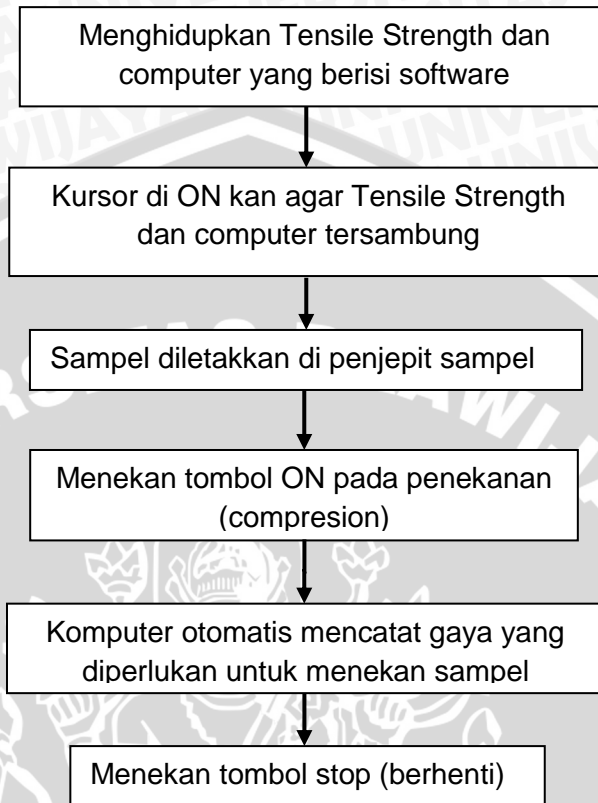 Menghidupkan Tensile Strength dan
computer yang berisi software
Kursor di ON kan agar Tensile Strength
dan computer tersambung
Sampel diletakkan di penjepit sampel
Menekan tombol ON pada penekanan
(compresion)
Komputer otomatis mencatat gaya yang
diperlukan untuk menekan sampel
Menekan tombol stop (berhenti)